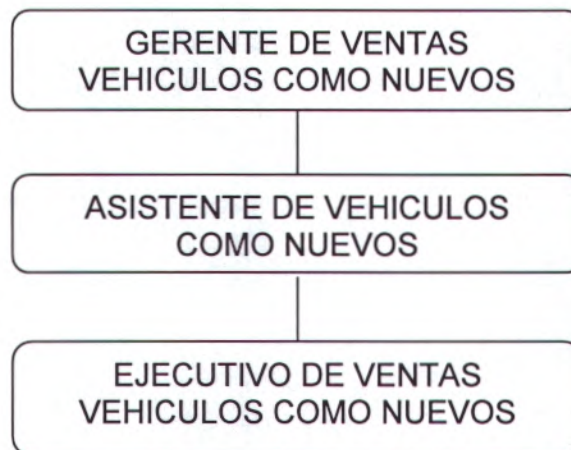 GERENTE DE VENTAS
VEHICULOS COMO NUEVOS
ASISTENTE DE VEHICULOS
COMO NUEVOS
EJECUTIVO DE VENTAS
VEHICULOS COMO NUEVOS